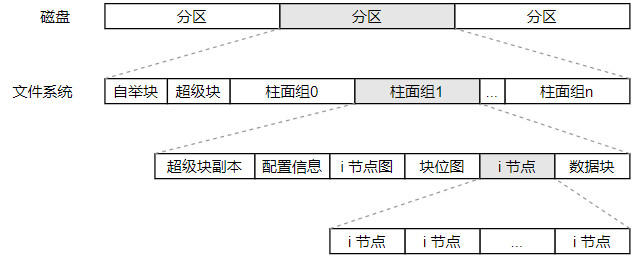 磁盘 分区 分区 分区
文件系统 自举块 超级块 柱面组0 柱面组1 ... 柱面组n
超级块副本 配置信息 i 节点图 块位图 i 节点 数据块
i 节点 i 节点 ... i 节点